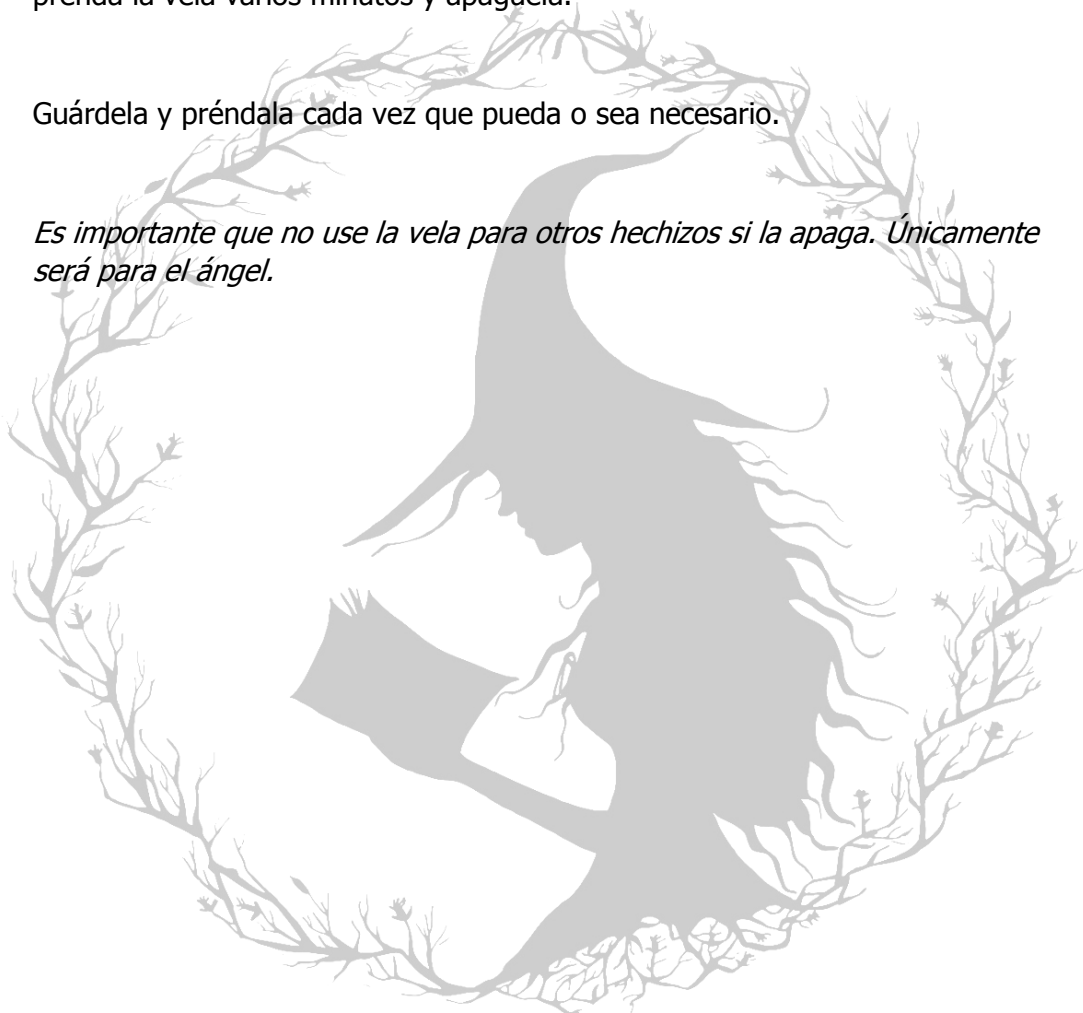 prenda la vela varios minutos y apáguela.
Guárdela y préndala cada vez que pueda o sea necesario.
Es importante que no use la vela para otros hechizos si la apaga. Únicamente
será para el ángel.